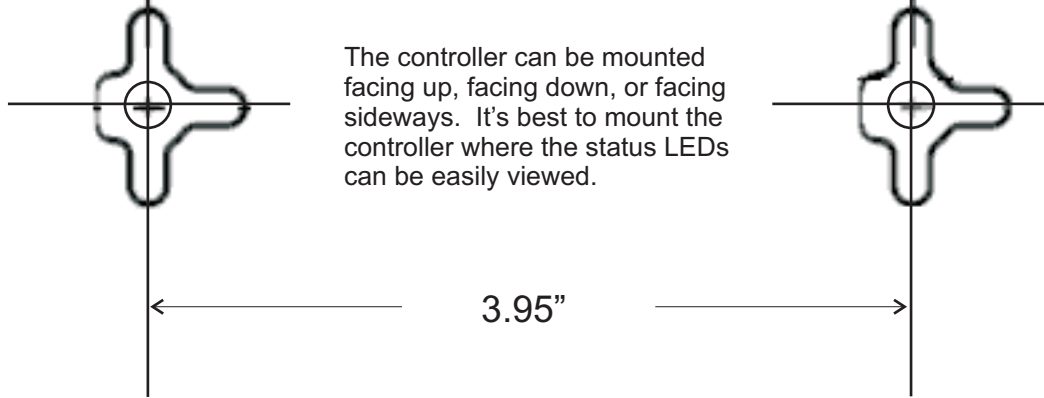 The controller can be mounted
facing up, facing down, or facing
sideways.  It’s best to mount the
controller where the status LEDs
can be easily viewed.
3.95”